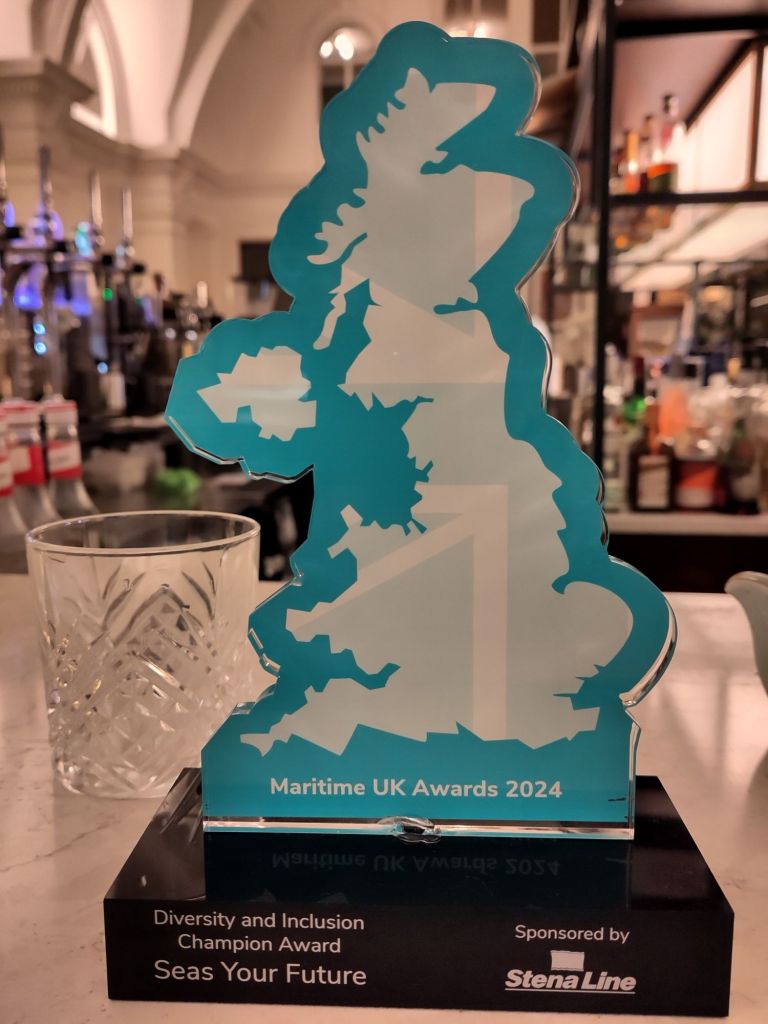 Maritime UK Awards 2024
Diversity and Inclusion
Champion Award
Seas Your Future
Sponsored by
Stena Line